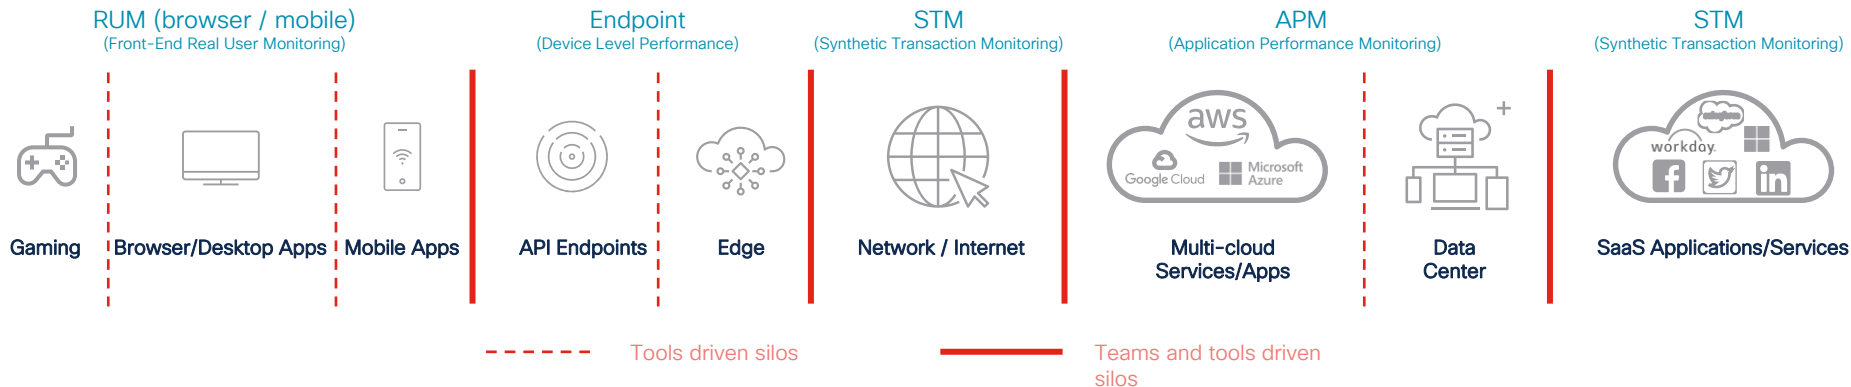 RUM (browser / mobile)
(Front-End Real User Monitoring)
Endpoint
(Device Level Performance)
STM
(Synthetic Transaction Monitoring)
APM
(Application Performance Monitoring)
STM
(Synthetic Transaction Monitoring)
aws
Google Cloud
Microsoft
Azure
salesforce
workday.
in
Gaming
Browser/Desktop Apps
Mobile Apps
API Endpoints
Edge
Network / Internet
Multi-cloud
Services/Apps
Data
Center
SaaS Applications/Services
Tools driven silos
Teams and tools driven
silos